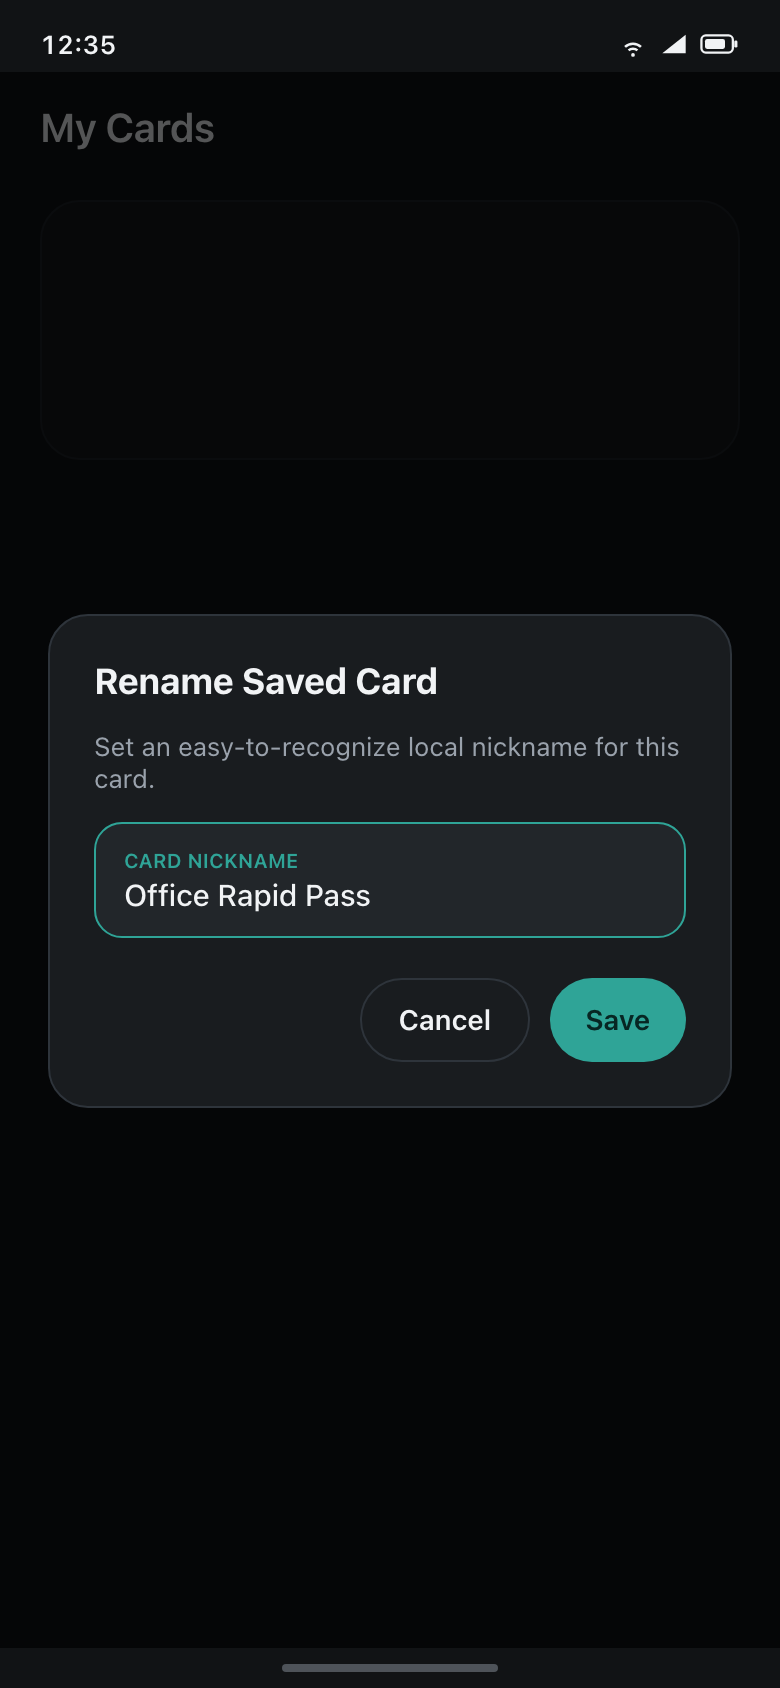 12:35
My Cards
Rename Saved Card
Set an easy-to-recognize local nickname for this
card.
CARD NICKNAME
Office Rapid Pass
Cancel
Save